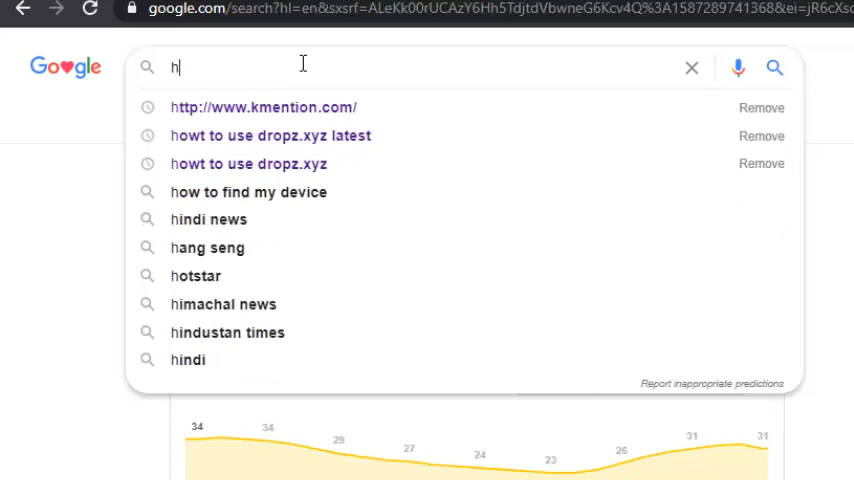 google.com/search?hl=en&sxsrf=ALeKk00rUCAzY6Hh5TdjtdVbwneG6Kcv4Q%3A1587289741368&ei=jR6cXsc
Google
h
http://www.kmention.com/ Remove
howt to use dropz.xyz latest Remove
howt to use dropz.xyz Remove
how to find my device
hindi news
hang seng
hotstar
himachal news
hindustan times
hindi
Report inappropriate predictions
34 34 29 27 24 23 26 31 31